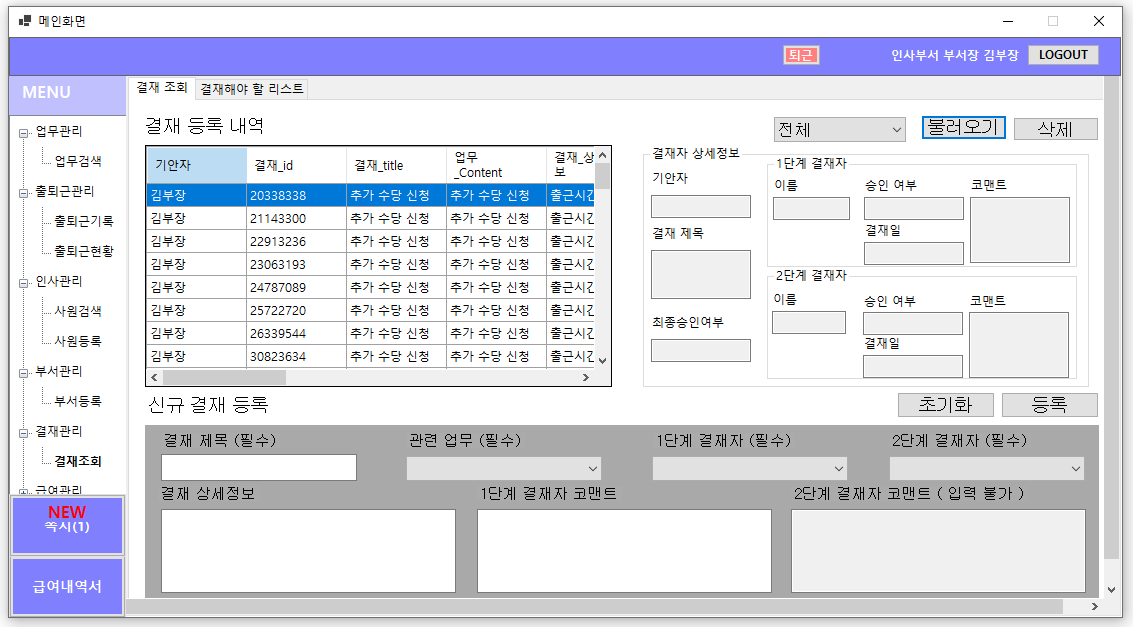 메인화면
퇴근
인사부서 부서장 김부장
LOGOUT
MENU
업무관리
업무검색
출퇴근관리
출퇴근기록
출퇴근현황
인사관리
사원검색
사원등록
부서관리
부서등록
결재관리
결재조회
급여관리
NEW
쪽지(1)
급여내역서
결재 조회 결재해야 할 리스트
결재 등록 내역
전체 불러오기 삭제
기안자 결재_id 결재_title 업무_Content 결재_상
보
김부장 20338338 추가 수당 신청 추가 수당 신청 출근시간
김부장 21143300 추가 수당 신청 추가 수당 신청 출근시간
김부장 22913236 추가 수당 신청 추가 수당 신청 출근시간
김부장 23063193 추가 수당 신청 추가 수당 신청 출근시간
김부장 24787089 추가 수당 신청 추가 수당 신청 출근시간
김부장 25722720 추가 수당 신청 추가 수당 신청 출근시간
김부장 26339544 추가 수당 신청 추가 수당 신청 출근시간
김부장 30823634 추가 수당 신청 추가 수당 신청 출근시간
결재자 상세정보
기안자
결재 제목
최종승인여부
1단계 결재자
이름 승인 여부 코맨트
결재일
2단계 결재자
이름 승인 여부 코맨트
결재일
신규 결재 등록
초기화 등록
결재 제목 (필수) 관련 업무 (필수) 1단계 결재자 (필수) 2단계 결재자 (필수)
결재 상세정보 1단계 결재자 코맨트 2단계 결재자 코맨트 ( 입력 불가 )